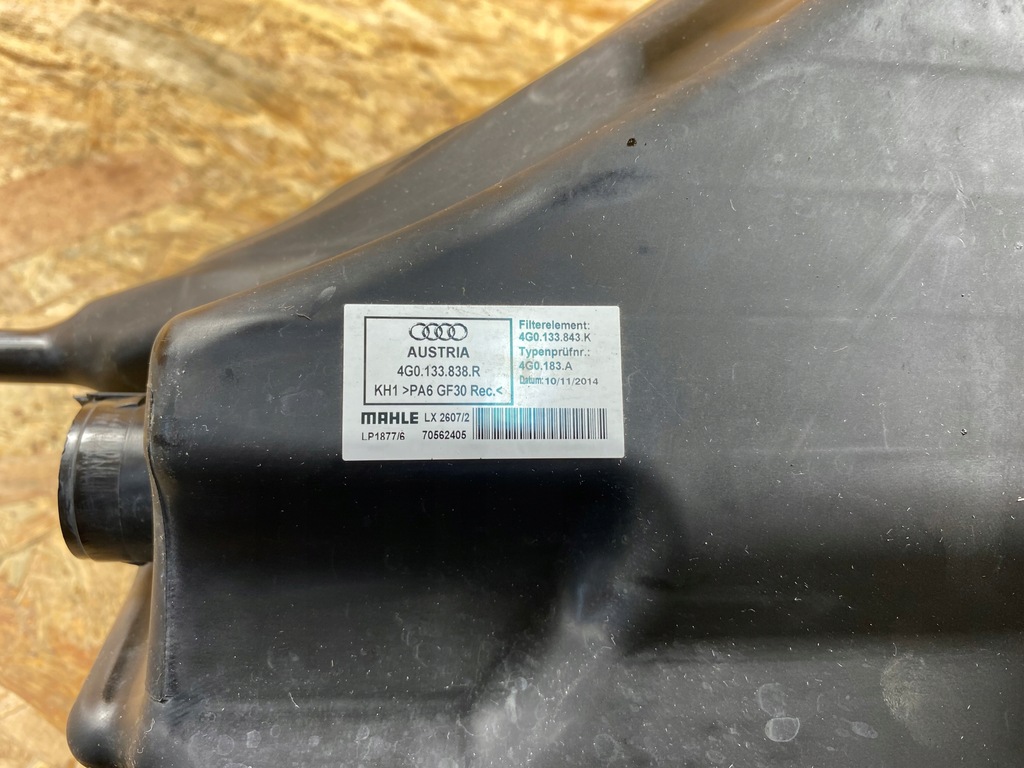 AUSTRIA
4G0.133.838.R
KH1 >PA6 GF30 Rec.<
Filterelement:
4G0.133.843.K
Typenprüfnr.:
4G0.183.A
Datum: 10/11/2014
MAHLE LX 2607/2
LP1877/6 70562405